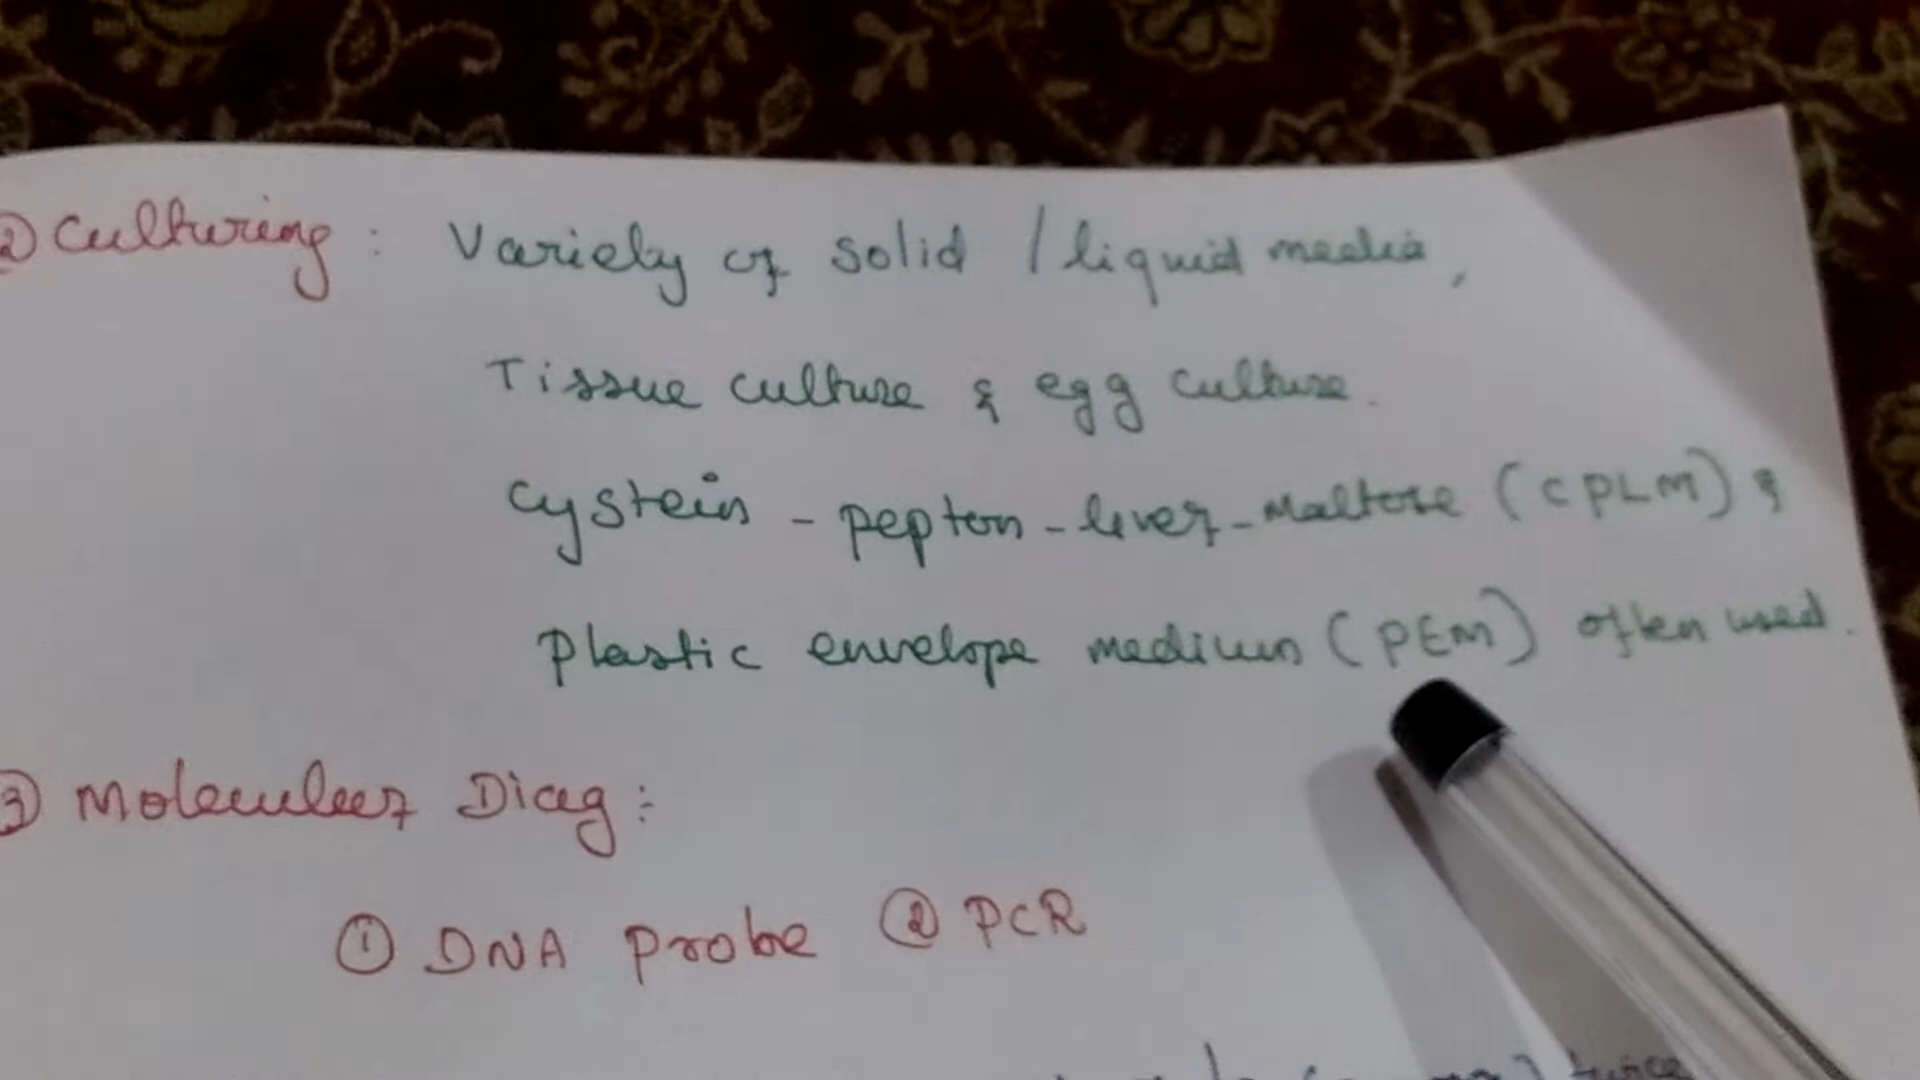 ② Culturing : Variety of solid / liquid media,
Tissue culture & egg culture.
Cystein - pepton - liver - Maltose (CPLM) &
Plastic envelope medium (PEM) often used.
③ Molecular Diag :-
① DNA probe ② PCR
twice